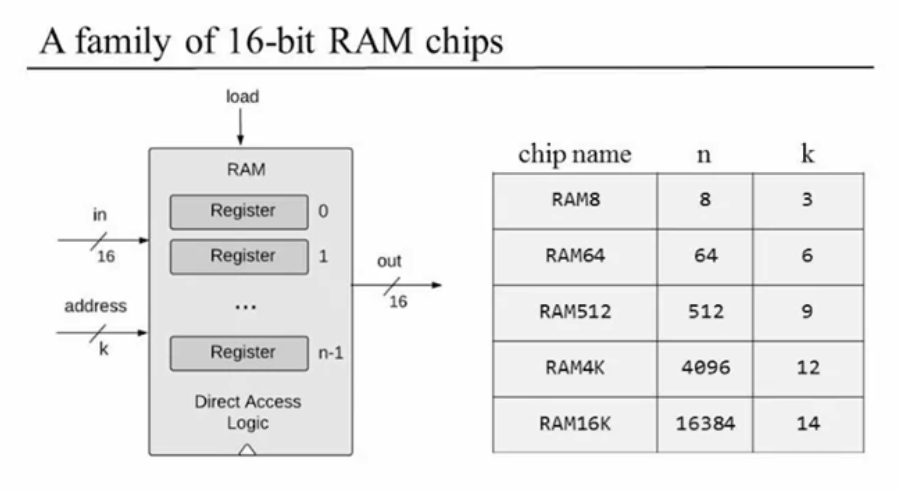 A family of 16-bit RAM chips
load
RAM
Register 0
in
16
Register 1
address
k
...
Register n-1
out
16
Direct Access
Logic
chip name n k
RAM8 8 3
RAM64 64 6
RAM512 512 9
RAM4K 4096 12
RAM16K 16384 14